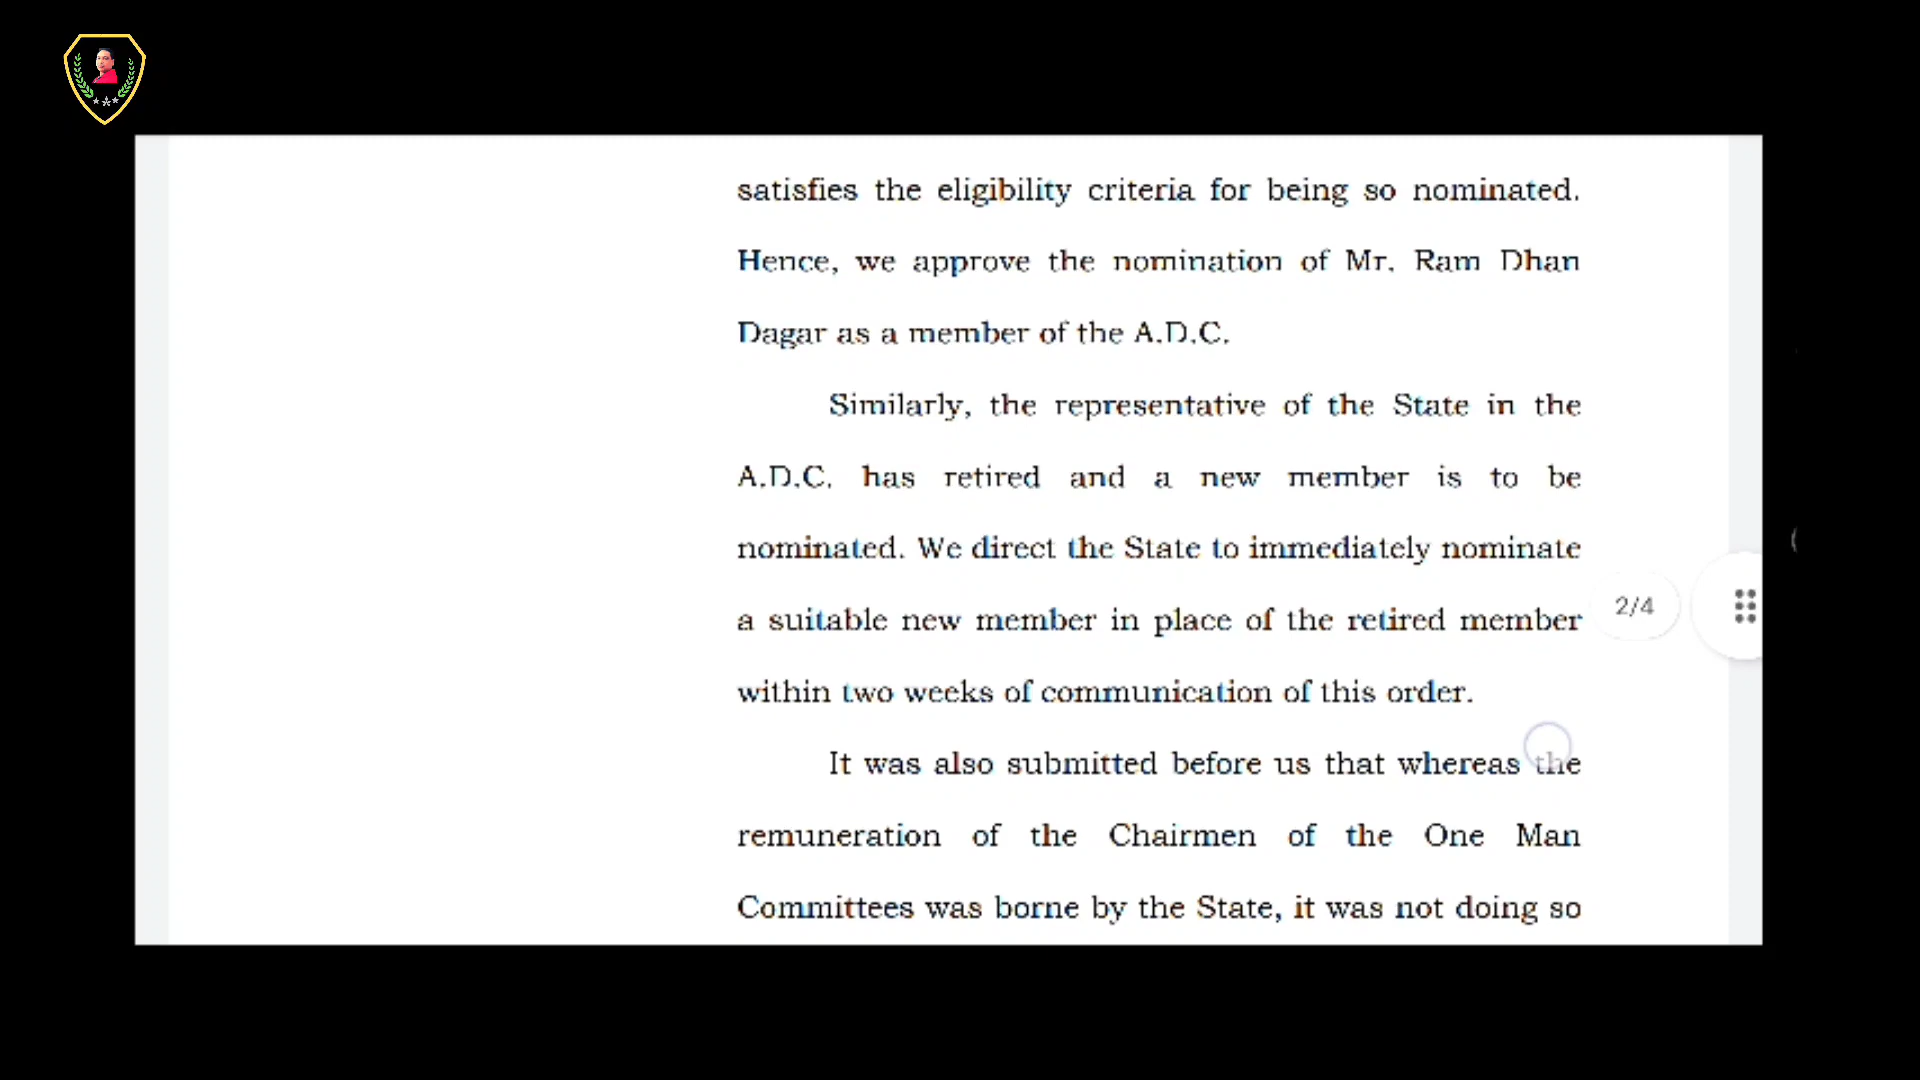 satisfies the eligibility criteria for being so nominated.
Hence, we approve the nomination of Mr. Ram Dhan
Dagar as a member of the A.D.C.
Similarly, the representative of the State in the
A.D.C. has retired and a new member is to be
nominated. We direct the State to immediately nominate
a suitable new member in place of the retired member
2/4
within two weeks of communication of this order.
It was also submitted before us that whereas the
remuneration of the Chairmen of the One Man
Committees was borne by the State, it was not doing so